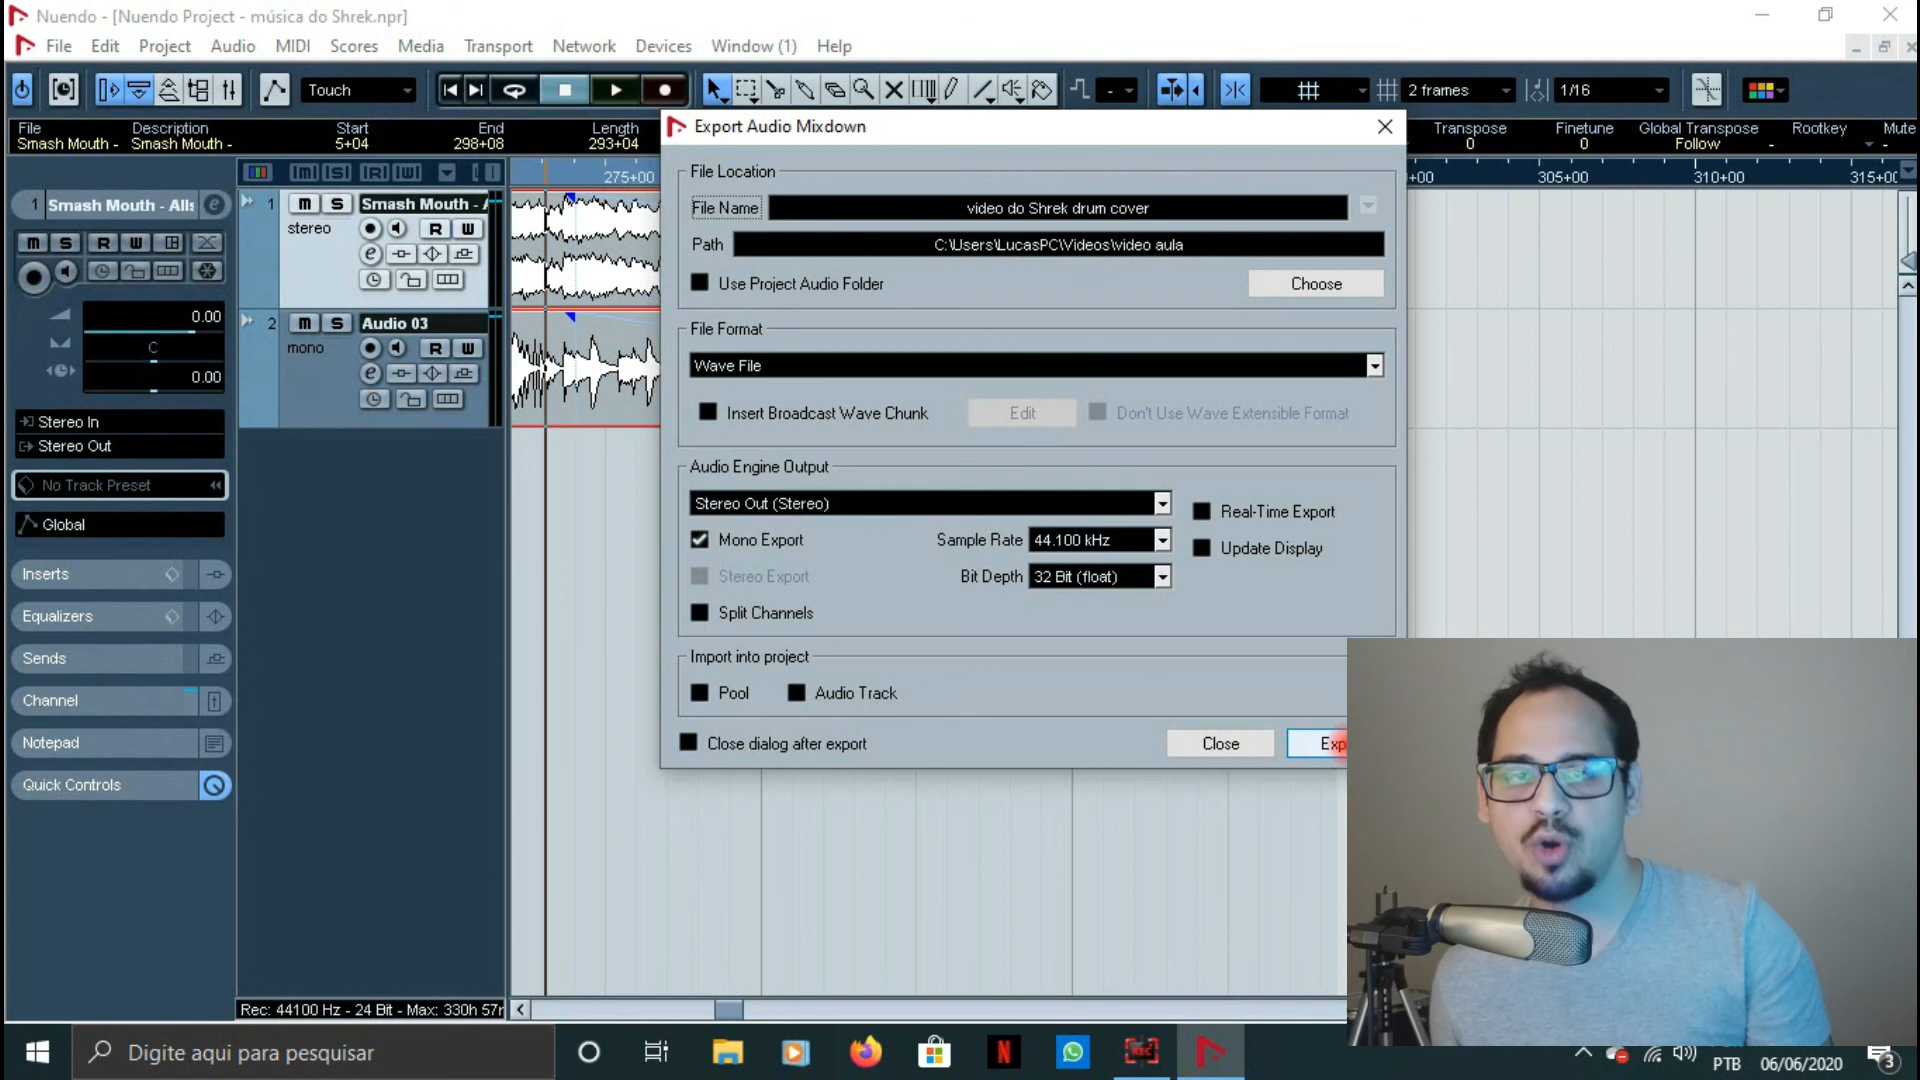 Nuendo - [Nuendo Project - música do Shrek.npr]
File Edit Project Audio MIDI Scores Media Transport Network Devices Window (1) Help
Touch
2 frames
1/16
File Description Start End Length Transpose Finetune Global Transpose Rootkey Mute
Smash Mouth - Smash Mouth - 5+04 298+08 293+04 0 0 Follow - -
275+00 305+00 310+00
1 Smash Mouth - Alls
M S R W
0.00
C
0.00
Stereo In
Stereo Out
No Track Preset
Global
Inserts
Equalizers
Sends
Channel
Notepad
Quick Controls
[M] [S] [R] [W]
1 m S Smash Mouth - A
stereo R W
e
2 m S Audio 03
mono R W
e
Rec: 44100 Hz - 24 Bit - Max: 330h 57
Export Audio Mixdown
File Location
File Name video do Shrek drum cover
Path C:\Users\LucasPC\Videos\video aula
Use Project Audio Folder Choose
File Format
Wave File
Insert Broadcast Wave Chunk Edit Don't Use Wave Extensible Format
Audio Engine Output
Stereo Out (Stereo)
Real-Time Export
Mono Export Sample Rate 44.100 kHz
Update Display
Stereo Export Bit Depth 32 Bit (float)
Split Channels
Import into project
Pool Audio Track
Close dialog after export Close Exp
Digite aqui para pesquisar
N
REC
PTB 06/06/2020 3